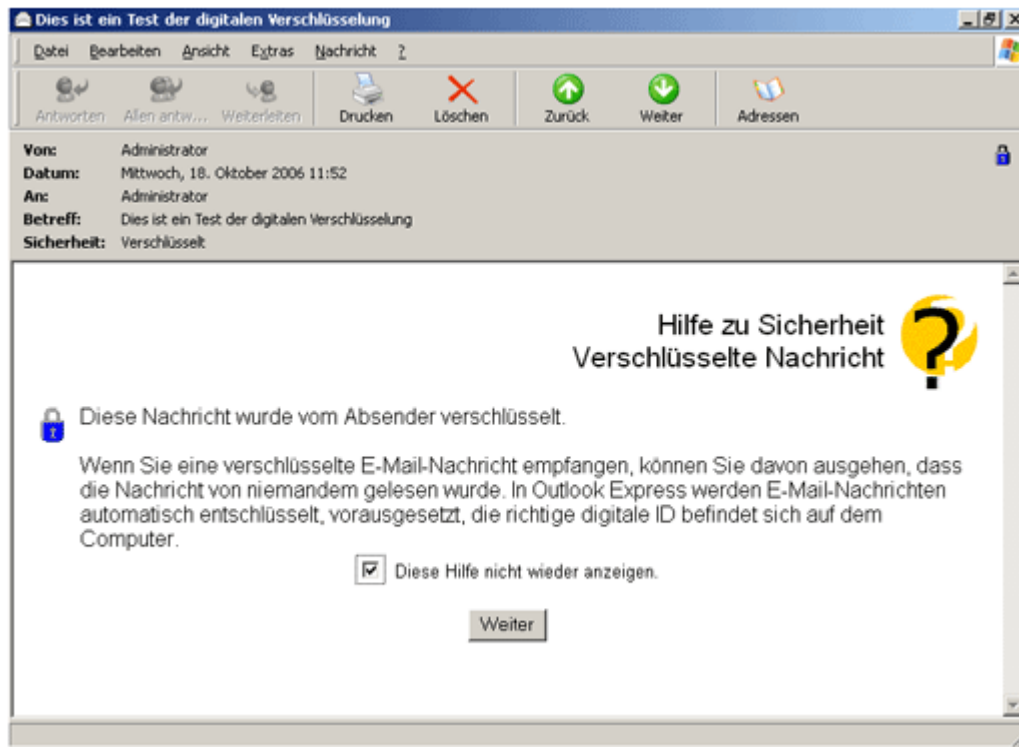 Dies ist ein Test der digitalen Verschlüsselung
Datei Bearbeiten Ansicht Extras Nachricht ?
Antworten Allen antw... Weiterleiten Drucken Löschen Zurück Weiter Adressen
Von: Administrator
Datum: Mittwoch, 18. Oktober 2006 11:52
An: Administrator
Betreff: Dies ist ein Test der digitalen Verschlüsselung
Sicherheit: Verschlüsselt
Hilfe zu Sicherheit
Verschlüsselte Nachricht
Diese Nachricht wurde vom Absender verschlüsselt.
Wenn Sie eine verschlüsselte E-Mail-Nachricht empfangen, können Sie davon ausgehen, dass
die Nachricht von niemandem gelesen wurde. In Outlook Express werden E-Mail-Nachrichten
automatisch entschlüsselt, vorausgesetzt, die richtige digitale ID befindet sich auf dem
Computer.
Diese Hilfe nicht wieder anzeigen.
Weiter